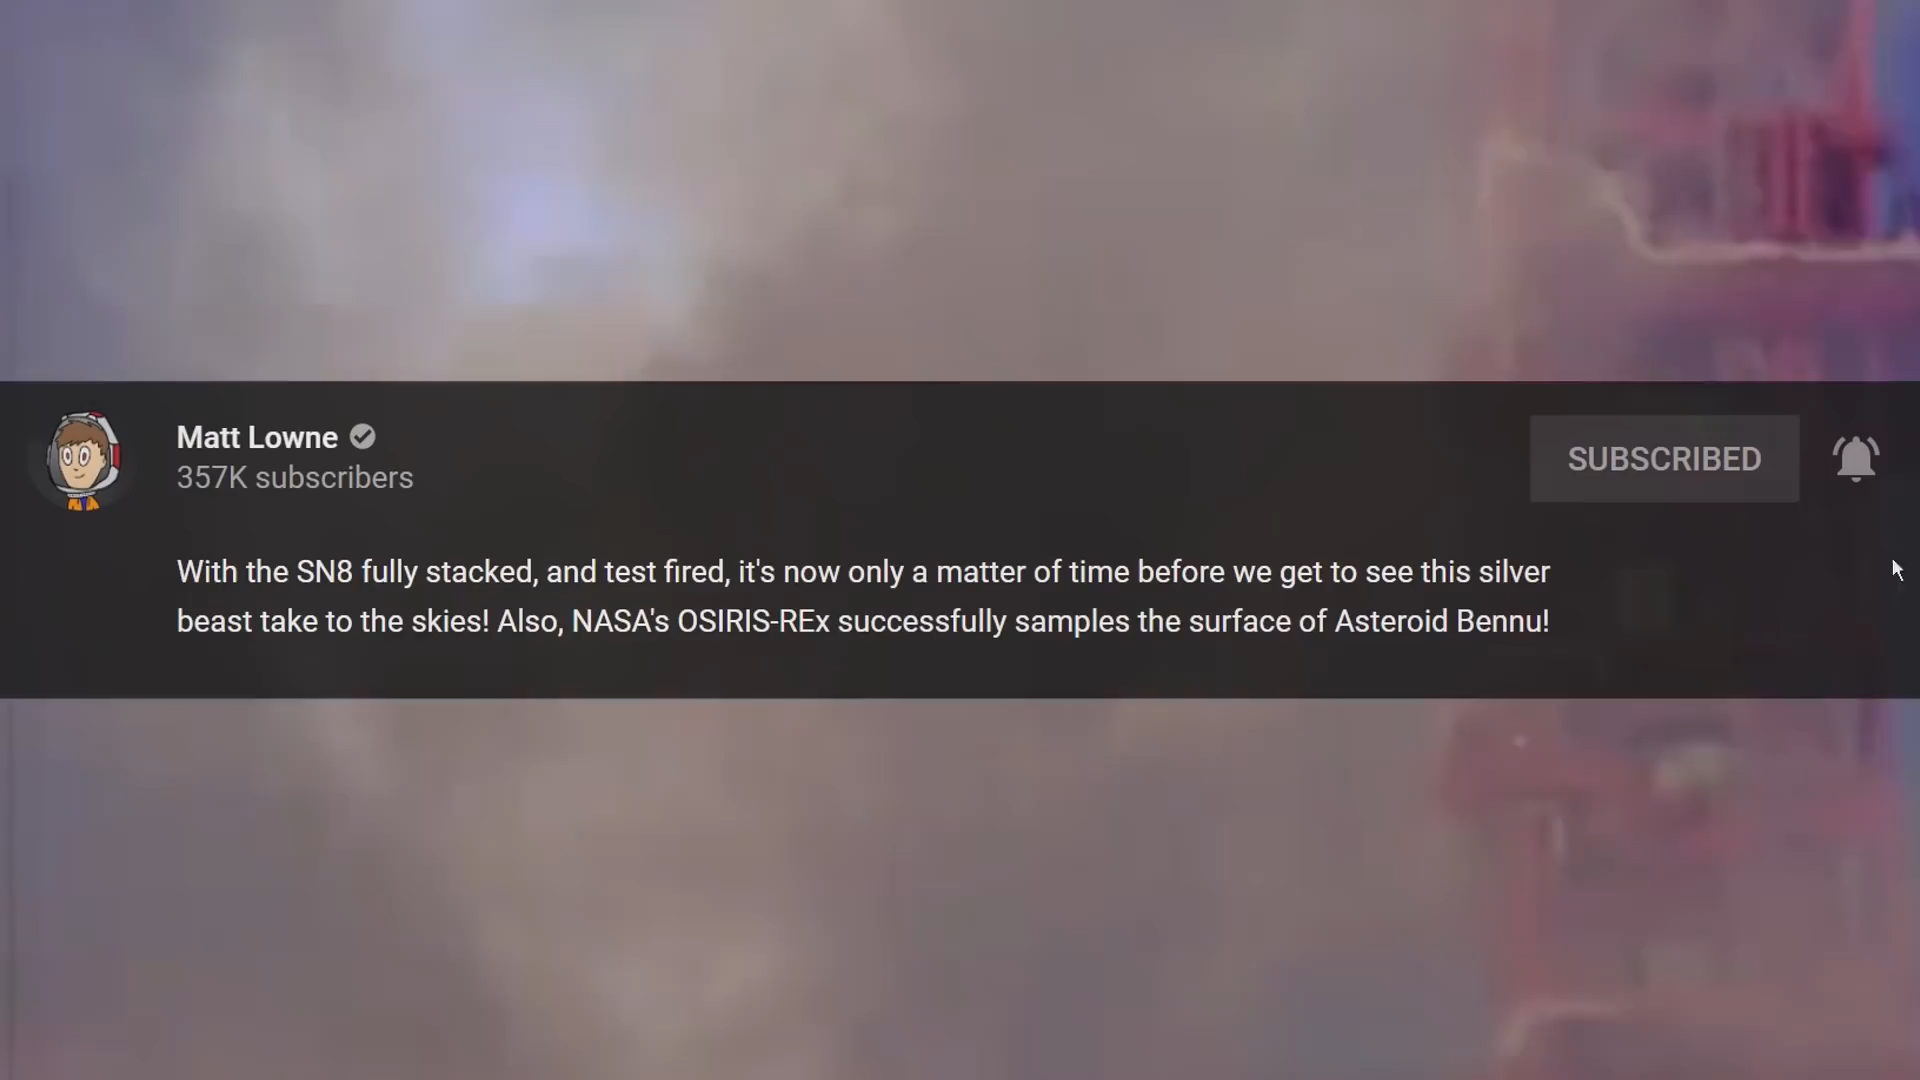 Matt Lowne
357K subscribers
SUBSCRIBED
With the SN8 fully stacked, and test fired, it's now only a matter of time before we get to see this silver
beast take to the skies! Also, NASA's OSIRIS-REx successfully samples the surface of Asteroid Bennu!